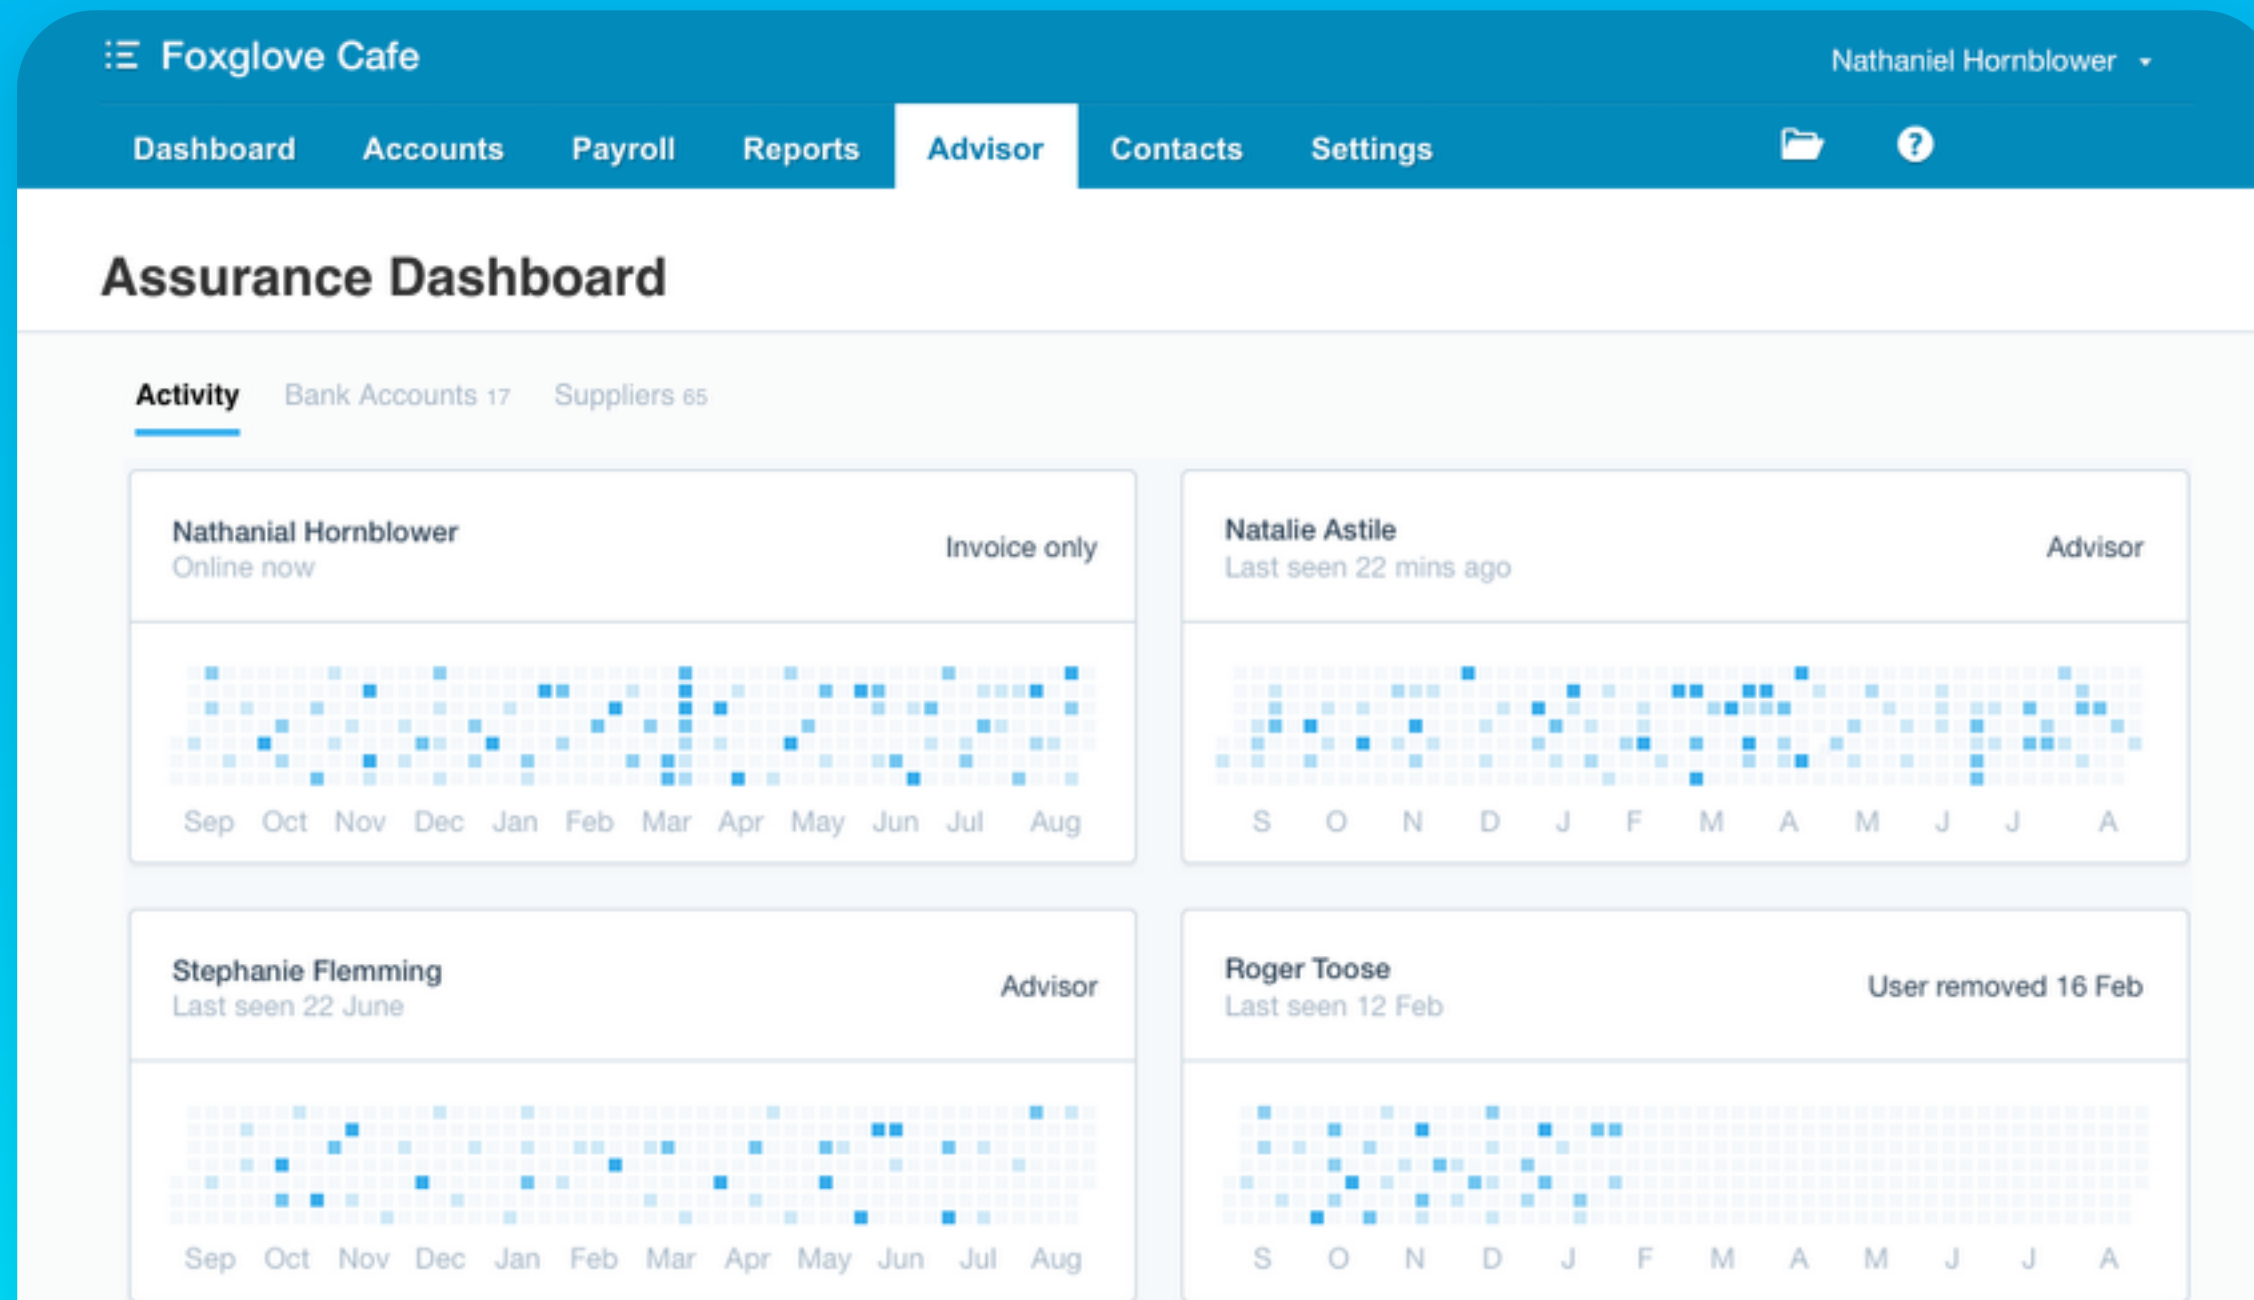 Foxglove Cafe
Nathaniel Hornblower
Dashboard Accounts Payroll Reports Advisor Contacts Settings ?
Assurance Dashboard
Activity Bank Accounts 17 Suppliers 65
Nathanial Hornblower
Online now
Invoice only
Sep Oct Nov Dec Jan Feb Mar Apr May Jun Jul Aug
Natalie Astile
Last seen 22 mins ago
Advisor
S O N D J F M A M J J A
Stephanie Flemming
Last seen 22 June
Advisor
Sep Oct Nov Dec Jan Feb Mar Apr May Jun Jul Aug
Roger Toose
Last seen 12 Feb
User removed 16 Feb
S O N D J F M A M J J A